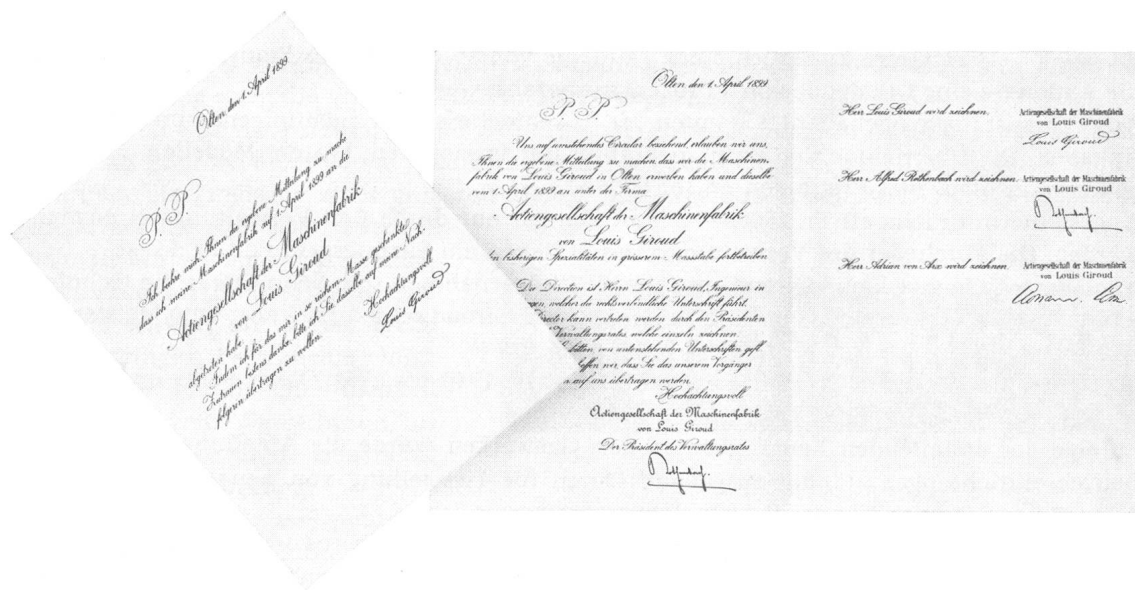 Olten, den 1. April 1899
P. P.
Ich beehre mich Ihnen die ergebene Mitteilung zu machen
dass ich meine Maschinenfabrik auf 1. April 1899 an die
Actiengesellschaft der Maschinenfabrik
von Louis Giroud
abgetreten habe.
Indem ich für das mir in so reichem Masse geschenkte
Zutrauen bestens danke, bitte ich Sie dasselbe auf meine Nach-
folgerin übertragen zu wollen.
Hochachtungsvoll
Louis Giroud
Olten, den 1. April 1899
P. P.
Uns auf umstehendes Circular beziehend, erlauben wir uns,
Ihnen die ergebene Mitteilung zu machen, dass wir die Maschinen-
fabrik von Louis Giroud in Olten erworben haben und dieselbe
vom 1. April 1899 an unter der Firma
Actiengesellschaft der Maschinenfabrik
von Louis Giroud
bisherigen Spezialitäten in grösserem Massstabe fortbetreiben
Die Direction ist Herrn Louis Giroud, Ingenieur in
welcher die rechtsverbindliche Unterschrift führt.
Director kann vertreten werden durch den Präsidenten
Verwaltungsrates, welche einzeln zeichnen.
bitten, von untenstehenden Unterschriften gefl.
hoffen wir, dass Sie das unserem Vorgänger
auf uns übertragen werden.
Hochachtungsvoll
Actiengesellschaft der Maschinenfabrik
von Louis Giroud
Der Präsident des Verwaltungsrates
Herr Louis Giroud wird zeichnen.
Actiengesellschaft der Maschinenfabrik
von Louis Giroud
Louis Giroud
Herr Alfred Rothenbach wird zeichnen.
Actiengesellschaft der Maschinenfabrik
von Louis Giroud
Herr Adrian von Arx wird zeichnen.
Actiengesellschaft der Maschinenfabrik
von Louis Giroud